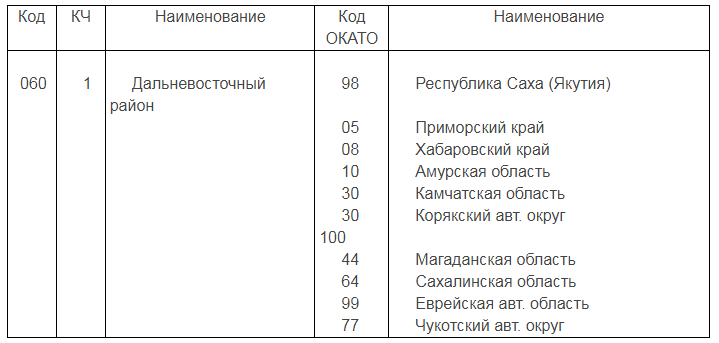 Код КЧ Наименование Код Наименование
ОКАТО
060 1 Дальневосточный 98 Республика Саха (Якутия)
район
05 Приморский край
08 Хабаровский край
10 Амурская область
30 Камчатская область
30 Корякский авт. округ
100
44 Магаданская область
64 Сахалинская область
99 Еврейская авт. область
77 Чукотский авт. округ